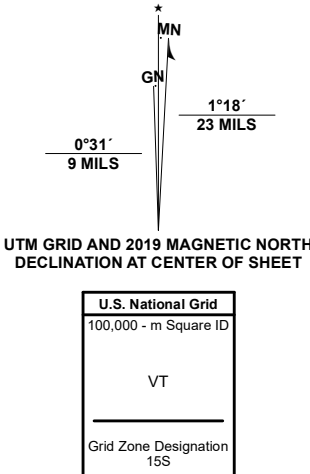 ★
MN
GN
1°18´
23 MILS
0°31´
9 MILS
UTM GRID AND 2019 MAGNETIC NORTH
DECLINATION AT CENTER OF SHEET
U.S. National Grid
100,000 - m Square ID
VT
Grid Zone Designation
15S